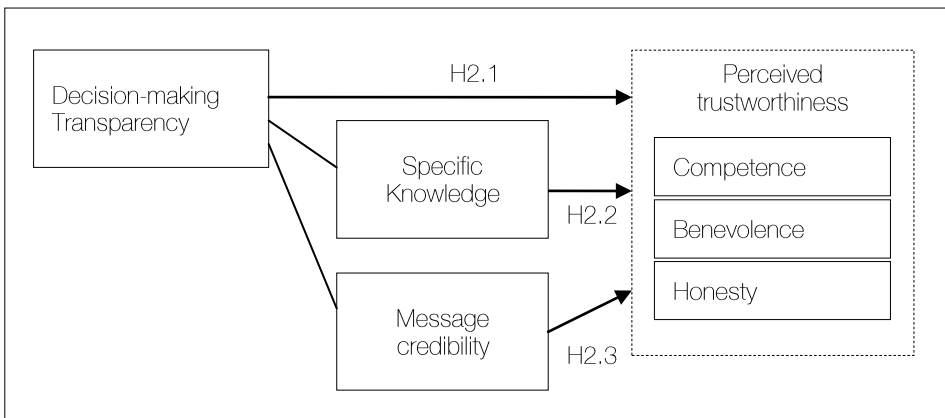 H2.1
Decision-making
Transparency
Perceived
trustworthiness
Specific
Knowledge
H2.2
Competence
Benevolence
Honesty
Message
credibility
H2.3